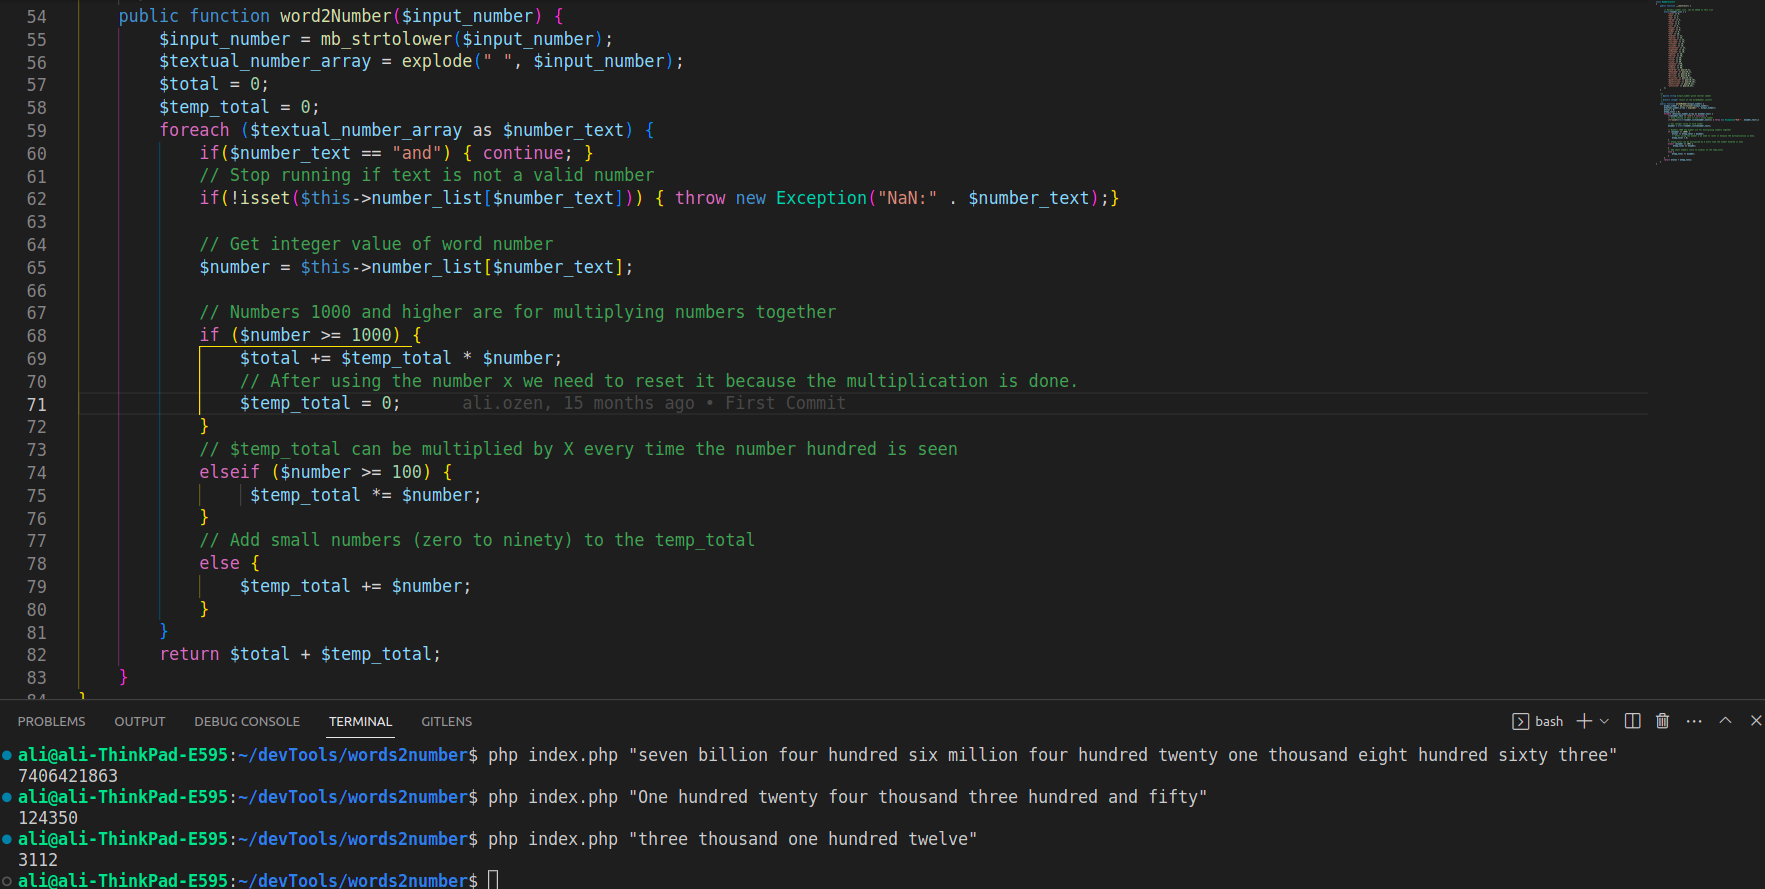 54 public function word2Number($input_number) {
55 $input_number = mb_strtolower($input_number);
56 $textual_number_array = explode(" ", $input_number);
57 $total = 0;
58 $temp_total = 0;
59 foreach ($textual_number_array as $number_text) {
60 if($number_text == "and") { continue; }
61 // Stop running if text is not a valid number
62 if(!isset($this->number_list[$number_text])) { throw new Exception("NaN:" . $number_text);}
63
64 // Get integer value of word number
65 $number = $this->number_list[$number_text];
66
67 // Numbers 1000 and higher are for multiplying numbers together
68 if ($number >= 1000) {
69 $total += $temp_total * $number;
70 // After using the number x we need to reset it because the multiplication is done.
71 $temp_total = 0; ali.ozen, 15 months ago • First Commit
72 }
73 // $temp_total can be multiplied by X every time the number hundred is seen
74 elseif ($number >= 100) {
75 $temp_total *= $number;
76 }
77 // Add small numbers (zero to ninety) to the temp_total
78 else {
79 $temp_total += $number;
80 }
81 }
82 return $total + $temp_total;
83 }
84 }
PROBLEMS OUTPUT DEBUG CONSOLE TERMINAL GITLENS bash
ali@ali-ThinkPad-E595:~/devTools/words2number$ php index.php "seven billion four hundred six million four hundred twenty one thousand eight hundred sixty three"
7406421863
ali@ali-ThinkPad-E595:~/devTools/words2number$ php index.php "One hundred twenty four thousand three hundred and fifty"
124350
ali@ali-ThinkPad-E595:~/devTools/words2number$ php index.php "three thousand one hundred twelve"
3112
ali@ali-ThinkPad-E595:~/devTools/words2number$